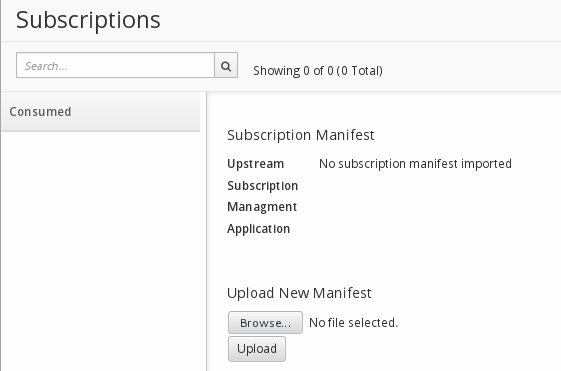 Subscriptions
Search...
Showing 0 of 0 (0 Total)
Consumed
Subscription Manifest
Upstream No subscription manifest imported
Subscription
Managment
Application
Upload New Manifest
Browse... No file selected.
Upload